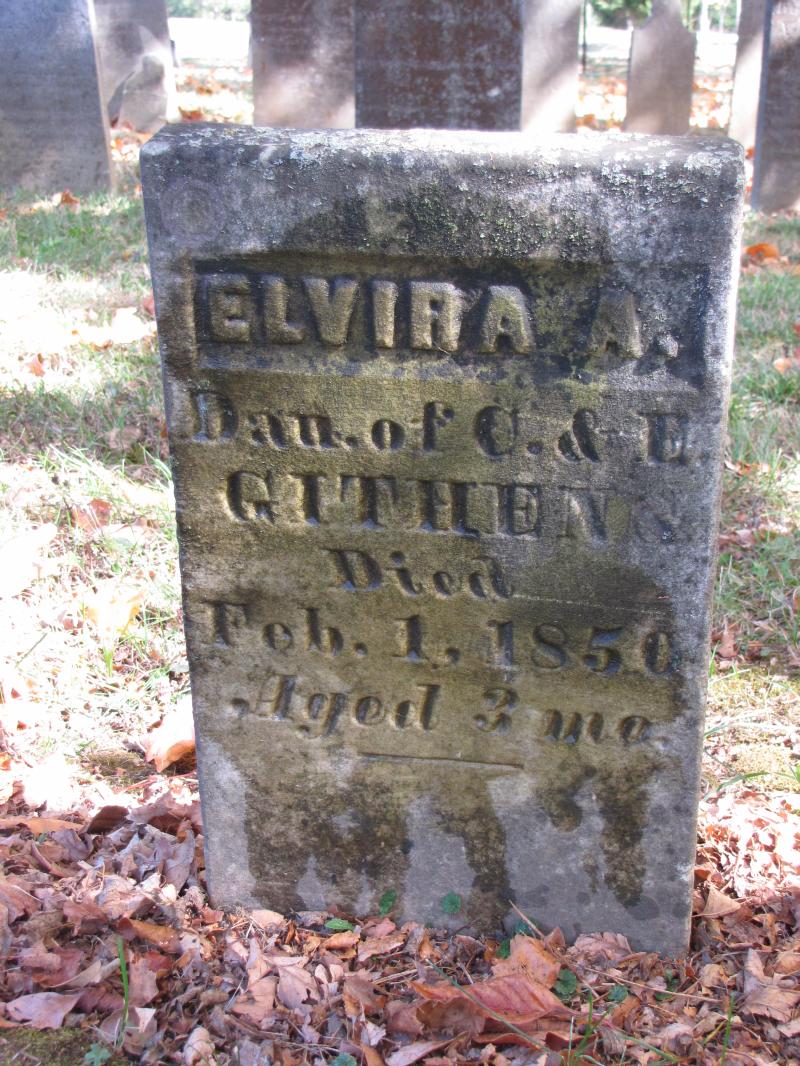 ELVIRA A.
Dau. of C. & E.
GITHENS
Died
Feb. 1, 1850
Aged 3 mo.